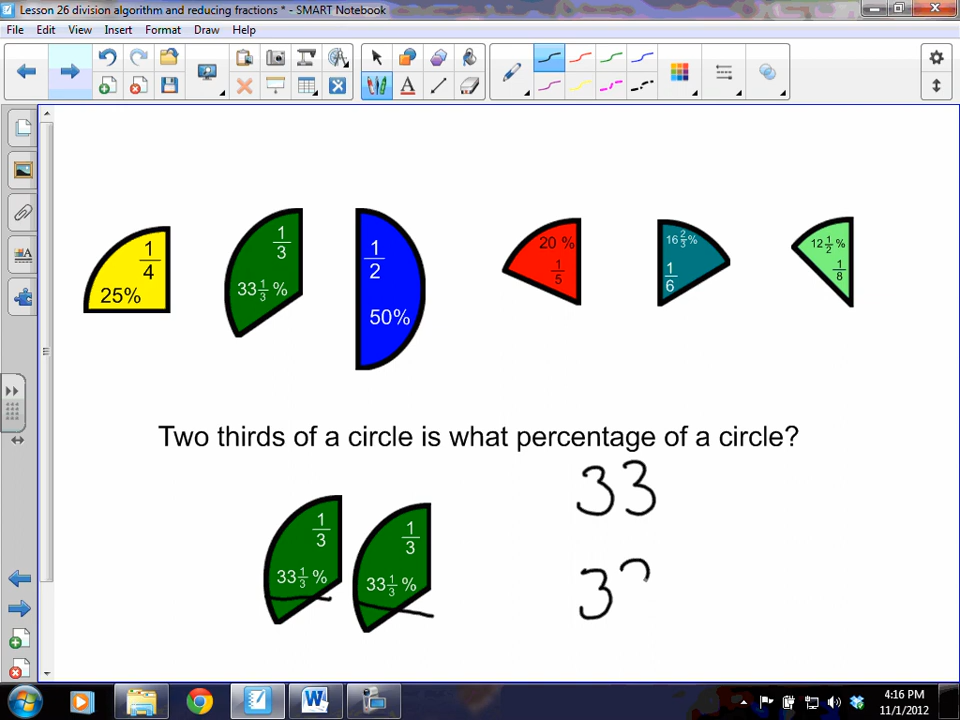 Lesson 26 division algorithm and reducing fractions * - SMART Notebook
File Edit View Insert Format Draw Help
1/4
25%
1/3
33 1/3 %
1/2
50%
20 %
1/5
16 2/3 %
1/6
12 1/2 %
1/8
Two thirds of a circle is what percentage of a circle?
1/3
33 1/3 %
1/3
33 1/3 %
33
3
4:16 PM
11/1/2012